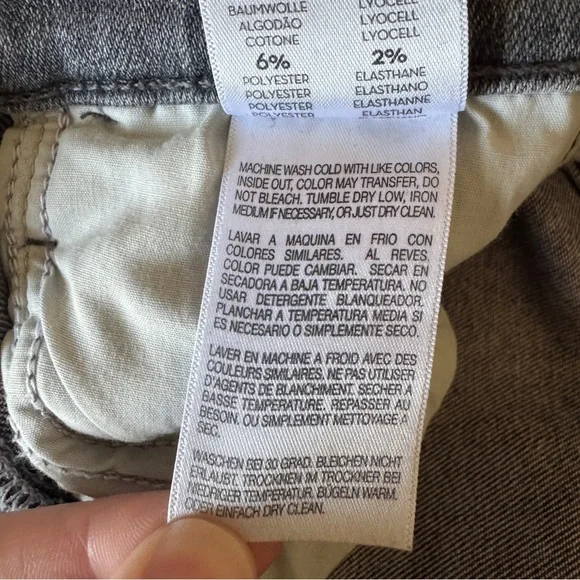 BAUMWOLLE LYOCELL
ALGODÃO LYOCELL
COTONE LYOCELL
6% 2%
POLYESTER ELASTHANE
POLYESTER ELASTHANO
POLYESTER ELASTHANNE
POLYESTER ELASTHAN
MACHINE WASH COLD WITH LIKE COLORS,
INSIDE OUT, COLOR MAY TRANSFER, DO
NOT BLEACH. TUMBLE DRY LOW, IRON
MEDIUM IF NECESSARY, OR JUST DRY CLEAN.
LAVAR A MAQUINA EN FRIO CON
COLORES SIMILARES. AL REVES.
COLOR PUEDE CAMBIAR. SECAR EN
SECADORA A BAJA TEMPERATURA. NO
USAR DETERGENTE BLANQUEADOR.
PLANCHAR A TEMPERATURA MEDIA SI
ES NECESARIO O SIMPLEMENTE SECO.
LAVER EN MACHINE A FROID AVEC DES
COULEURS SIMILAIRES. NE PAS UTILISER
D'AGENTS DE BLANCHIMENT. SECHER A
BASSE TEMPERATURE. REPASSER AU
BESOIN. OU SIMPLEMENT METTOYAGE A
SEC.
WASCHEN BEI 30 GRAD. BLEICHEN NICHT
ERLAUBT. TROCKNEN IM TROCKNER BEI
NIEDRIGER TEMPERATUR. BÜGELN WARM.
EINFACH DRY CLEAN.